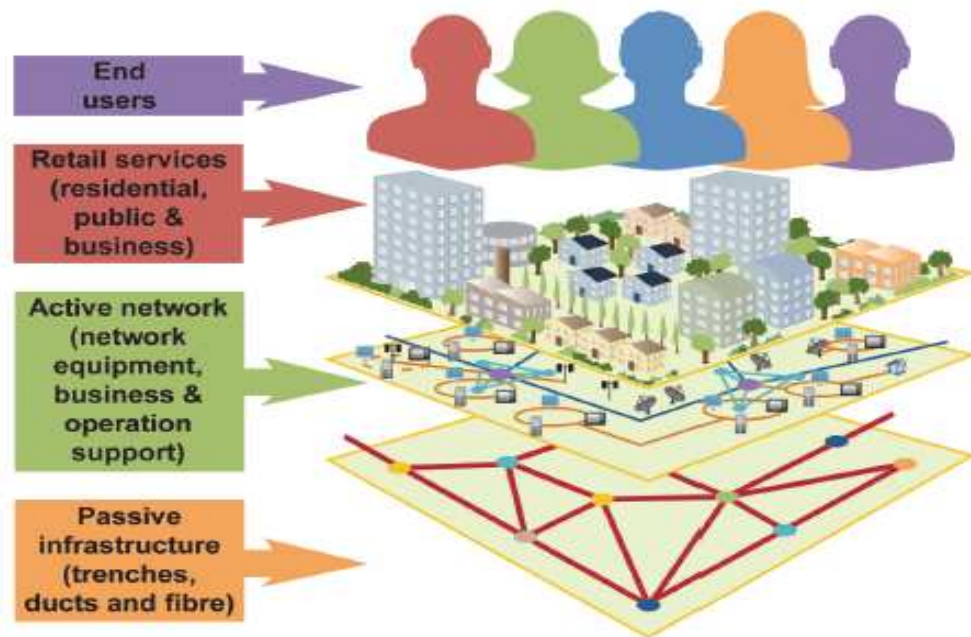 End
users
Retail services
(residential,
public &
business)
Active network
(network
equipment,
business &
operation
support)
Passive
infrastructure
(trenches,
ducts and fibre)